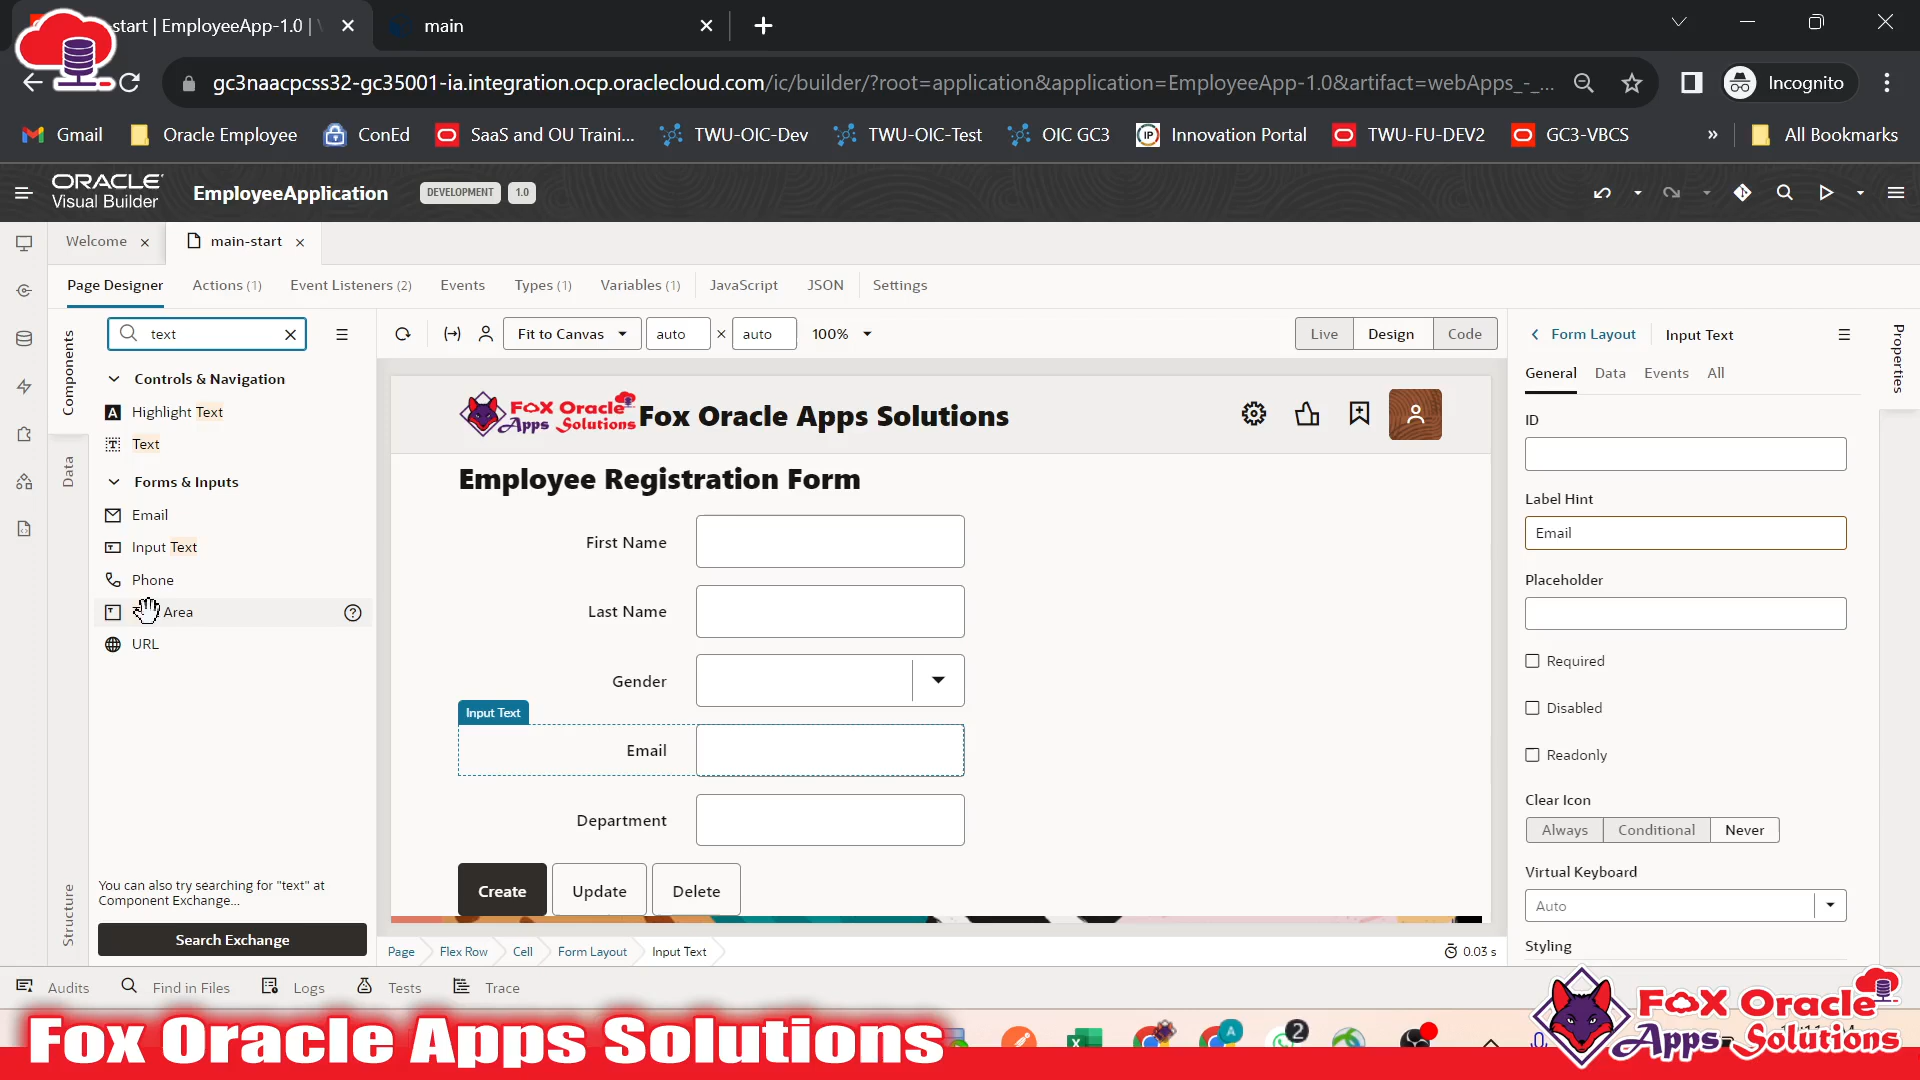 start | EmployeeApp-1.0 |
main
gc3naacpcss32-gc35001-ia.integration.ocp.oraclecloud.com/ic/builder/?root=application&application=EmployeeApp-1.0&artifact=webApps_-_...
Incognito
Gmail
Oracle Employee
ConEd
SaaS and OU Traini...
TWU-OIC-Dev
TWU-OIC-Test
OIC GC3
IP
Innovation Portal
TWU-FU-DEV2
GC3-VBCS
»
All Bookmarks
ORACLE
Visual Builder
EmployeeApplication
DEVELOPMENT
1.0
Welcome
main-start
Page Designer
Actions (1)
Event Listeners (2)
Events
Types (1)
Variables (1)
JavaScript
JSON
Settings
Components
Data
Structure
text
Controls & Navigation
Highlight Text
Text
Forms & Inputs
Email
Input Text
Phone
Area
URL
You can also try searching for "text" at
Component Exchange...
Search Exchange
Fit to Canvas
auto
×
auto
100%
Live
Design
Code
FOX Oracle
Apps Solutions
Fox Oracle Apps Solutions
Employee Registration Form
First Name
Last Name
Gender
Input Text
Email
Department
Create
Update
Delete
Page
Flex Row
Cell
Form Layout
Input Text
0.03 s
Form Layout
Input Text
Properties
General
Data
Events
All
ID
Label Hint
Email
Placeholder
Required
Disabled
Readonly
Clear Icon
Always
Conditional
Never
Virtual Keyboard
Auto
Styling
Audits
Find in Files
Logs
Tests
Trace
Fox Oracle Apps Solutions
A
2
FOX Oracle
Apps Solutions